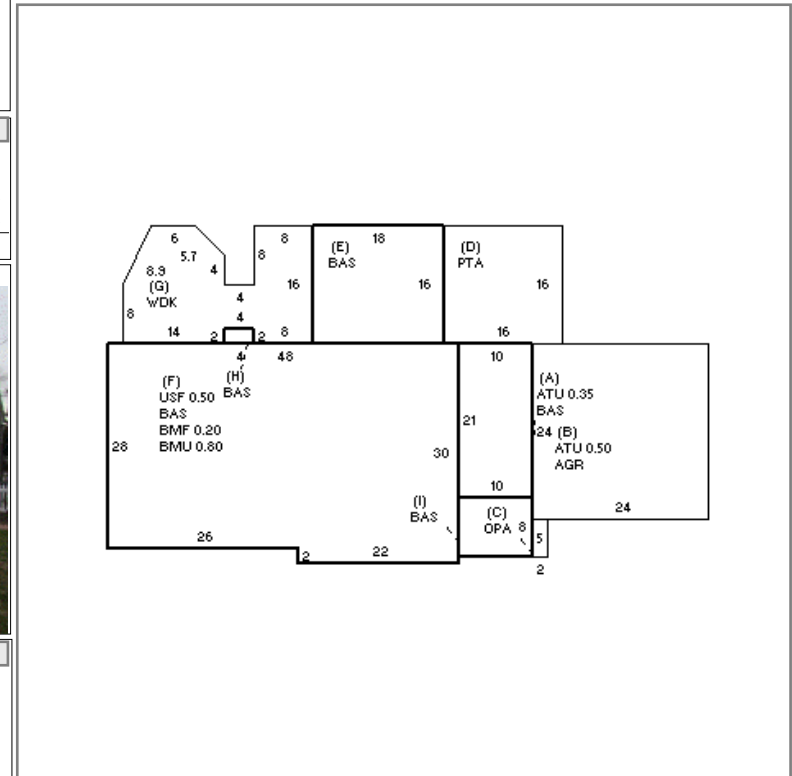 6
8
18
(E)
BAS
(D)
PTA
5.7
8
4
8.9
(G)
WDK
16
16
16
4
8
4
14
2
2
8
16
4
48
10
(H)
BAS
(F)
USF 0.50
BAS
BMF 0.20
BMU 0.80
(A)
ATU 0.35
BAS
21
24
(B)
ATU 0.50
AGR
28
30
10
(I)
BAS
(C)
OPA
8
24
26
2
22
5
2